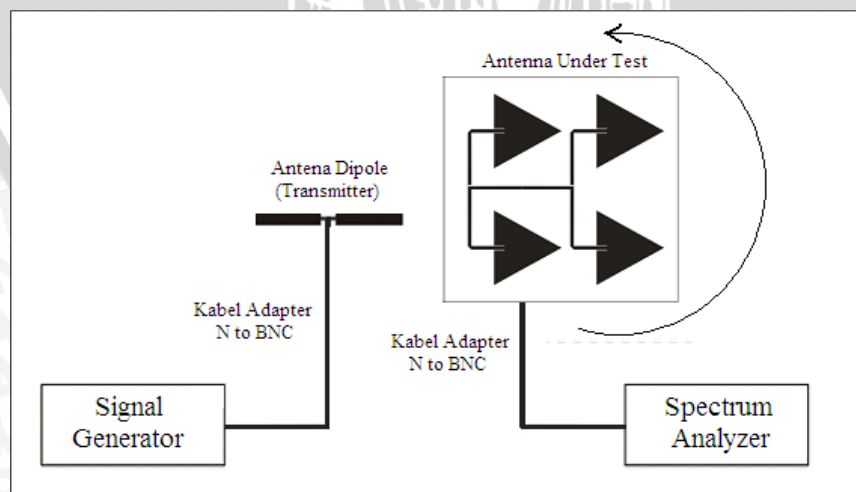 Antenna Under Test
Antena Dipole
(Transmitter)
Kabel Adapter
N to BNC
Kabel Adapter
N to BNC
Signal
Generator
Spectrum
Analyzer